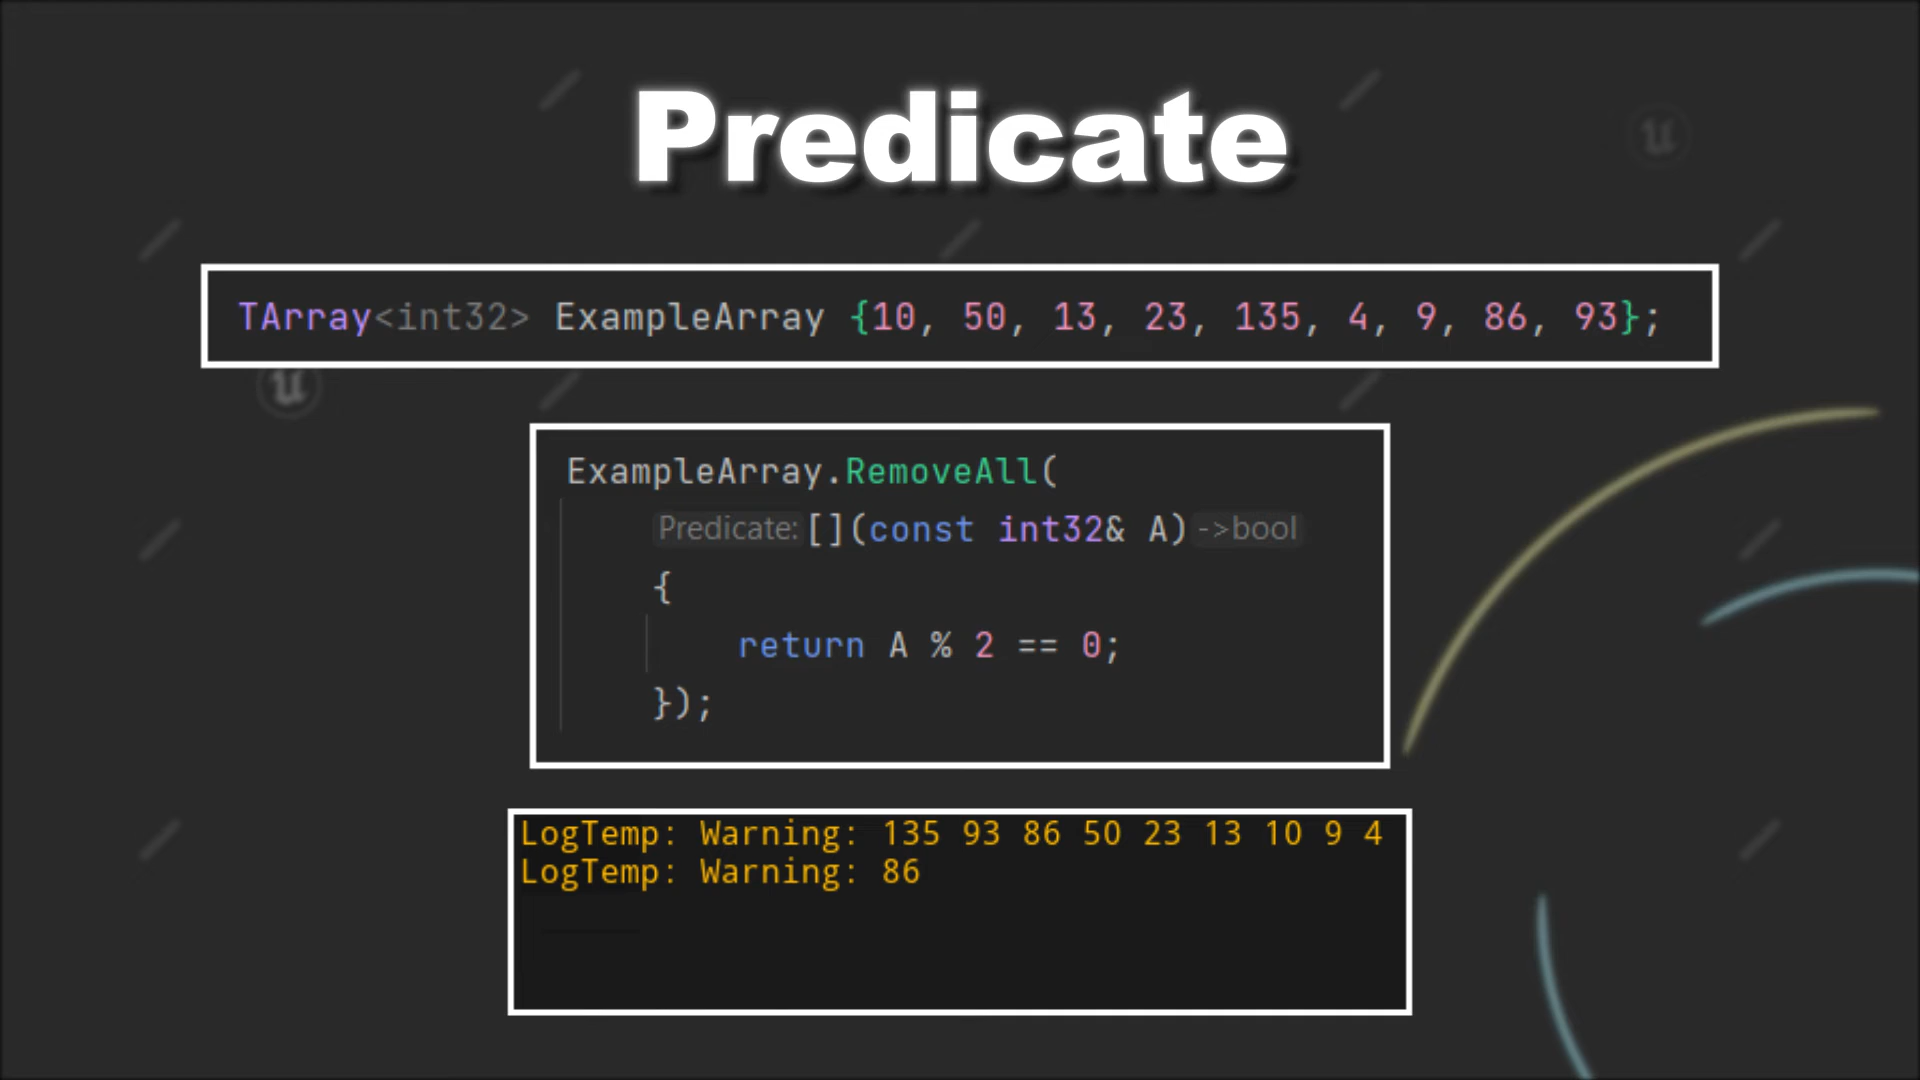 Predicate
TArray<int32> ExampleArray {10, 50, 13, 23, 135, 4, 9, 86, 93};
ExampleArray.RemoveAll(
Predicate: [](const int32& A) ->bool
{
return A % 2 == 0;
});
LogTemp: Warning: 135 93 86 50 23 13 10 9 4
LogTemp: Warning: 86